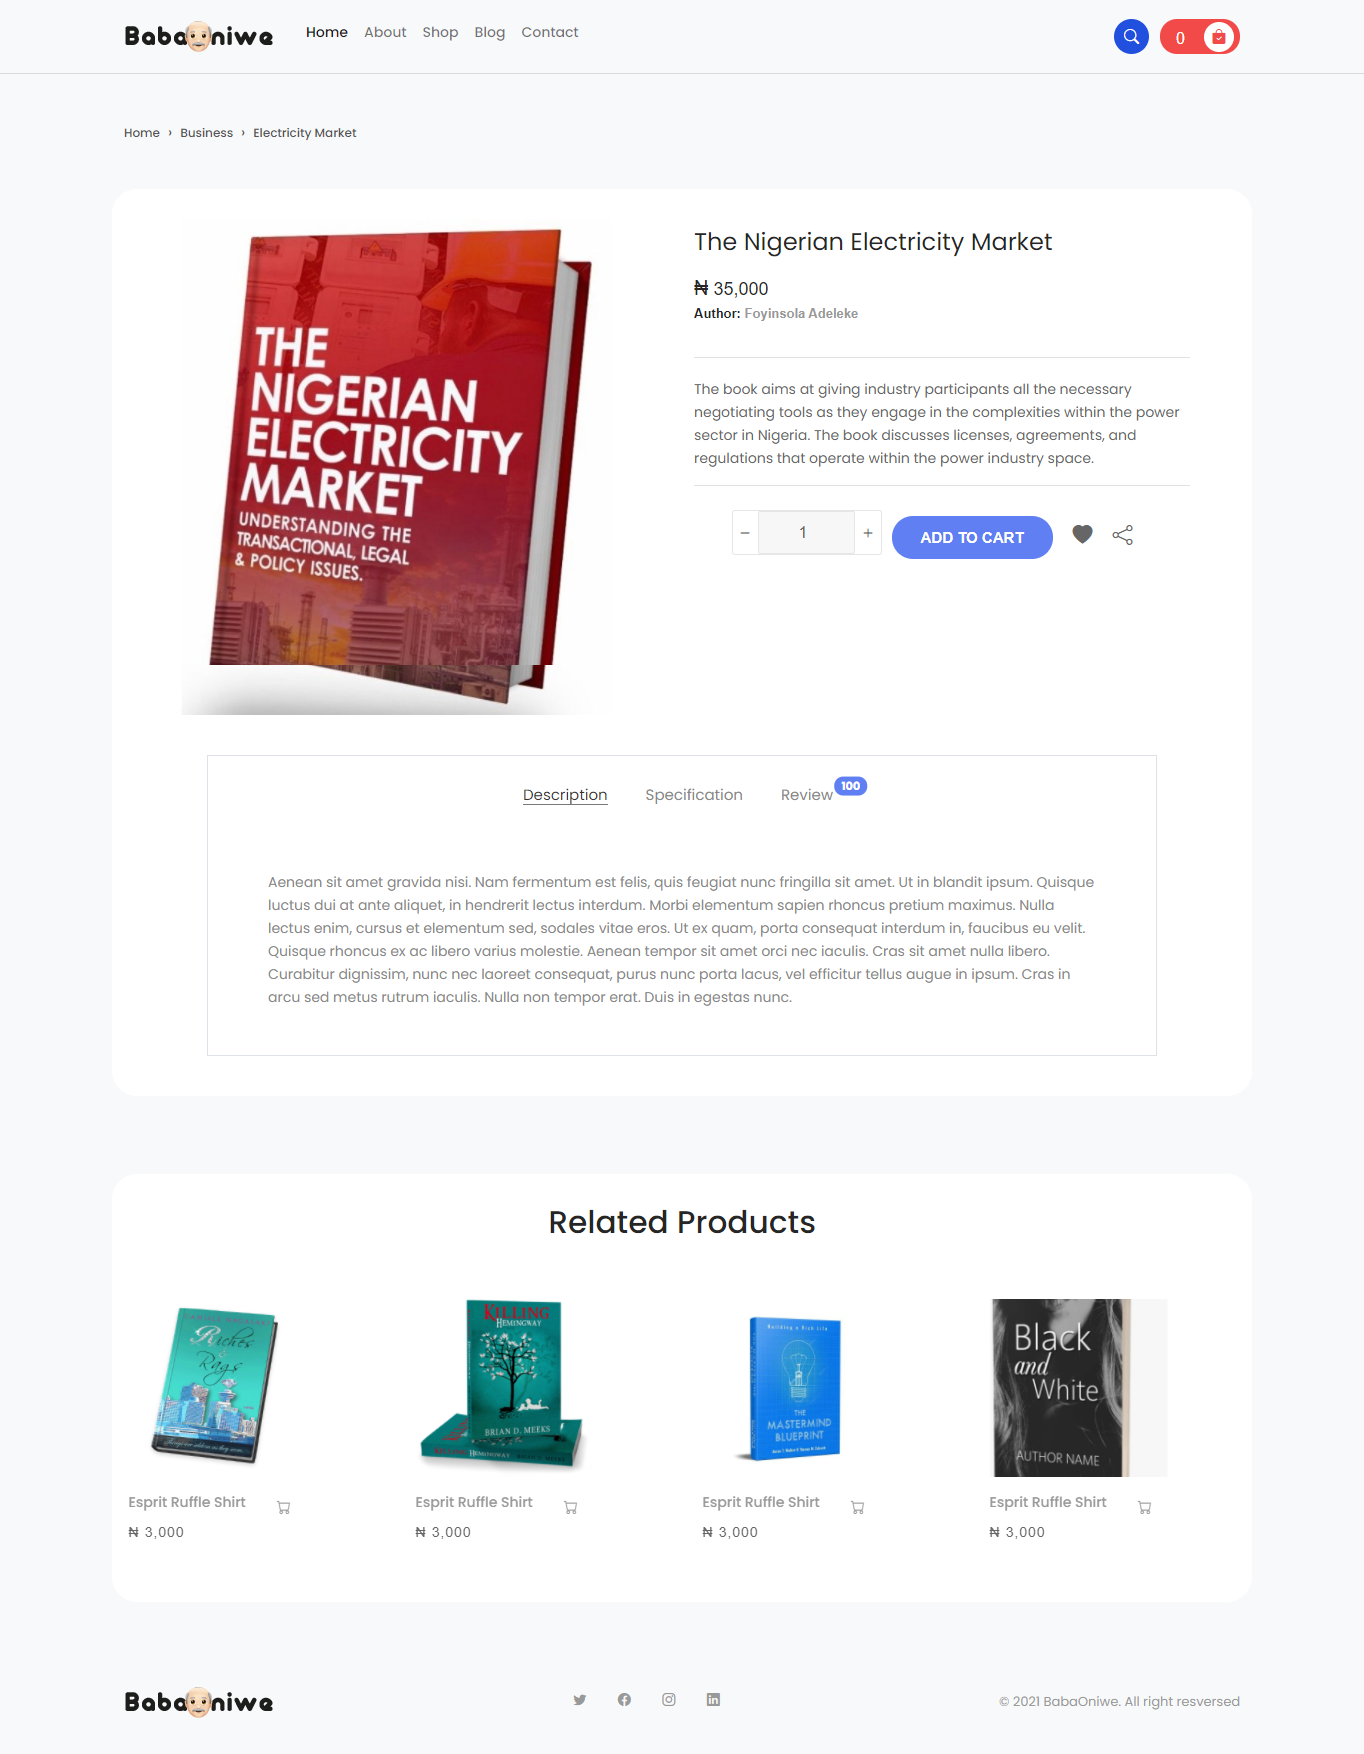 BabaOniwe
Home About Shop Blog Contact
0
Home › Business › Electricity Market
THE
NIGERIAN
ELECTRICITY
MARKET
UNDERSTANDING THE
TRANSACTIONAL, LEGAL
& POLICY ISSUES.
The Nigerian Electricity Market
₦ 35,000
Author: Foyinsola Adeleke
The book aims at giving industry participants all the necessary
negotiating tools as they engage in the complexities within the power
sector in Nigeria. The book discusses licenses, agreements, and
regulations that operate within the power industry space.
− 1 + ADD TO CART
Description Specification Review 100
Aenean sit amet gravida nisi. Nam fermentum est felis, quis feugiat nunc fringilla sit amet. Ut in blandit ipsum. Quisque
luctus dui at ante aliquet, in hendrerit lectus interdum. Morbi elementum sapien rhoncus pretium maximus. Nulla
lectus enim, cursus et elementum sed, sodales vitae eros. Ut ex quam, porta consequat interdum in, faucibus eu velit.
Quisque rhoncus ex ac libero varius molestie. Aenean tempor sit amet orci nec iaculis. Cras sit amet nulla libero.
Curabitur dignissim, nunc nec laoreet consequat, purus nunc porta lacus, vel efficitur tellus augue in ipsum. Cras in
arcu sed metus rutrum iaculis. Nulla non tempor erat. Duis in egestas nunc.
Related Products
Riches
&
Rags
KILLING
HEMINGWAY
BRIAN D. MEEKS
KILLING HEMINGWAY
Building a Rich Life
THE
MASTERMIND
BLUEPRINT
Black
and
White
AUTHOR NAME
Esprit Ruffle Shirt
₦ 3,000
Esprit Ruffle Shirt
₦ 3,000
Esprit Ruffle Shirt
₦ 3,000
Esprit Ruffle Shirt
₦ 3,000
BabaOniwe
© 2021 BabaOniwe. All right resversed